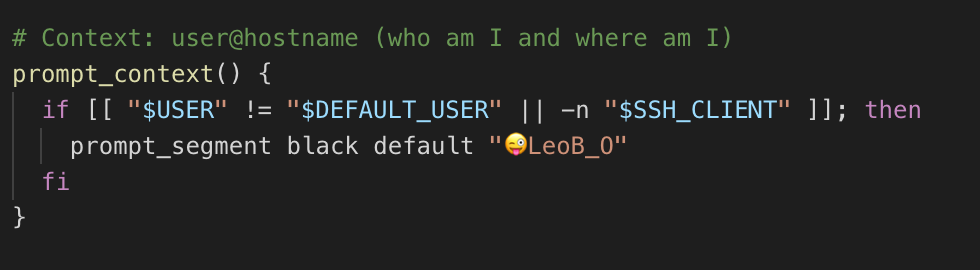 # Context: user@hostname (who am I and where am I)
prompt_context() {
  if [[ "$USER" != "$DEFAULT_USER" || -n "$SSH_CLIENT" ]]; then
    prompt_segment black default "😜LeoB_O"
  fi
}